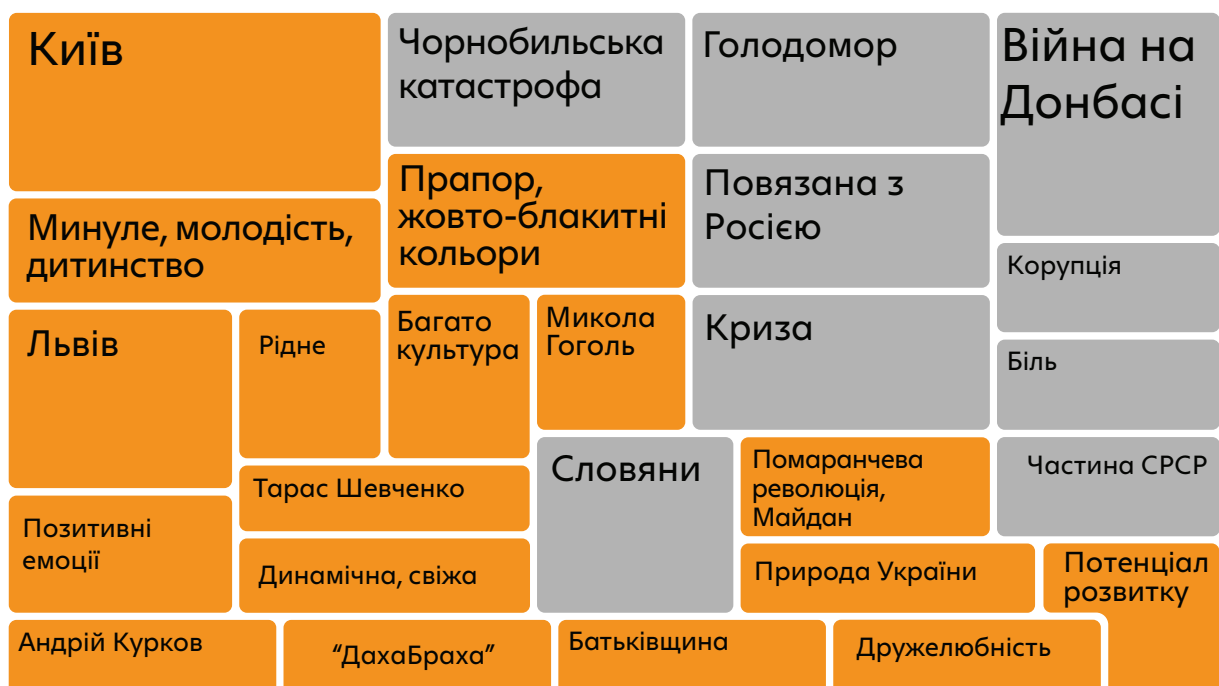 Київ
Чорнобильська
катастрофа
Голодомор
Війна на
Донбасі
Минуле, молодість,
дитинство
Прапор,
жовто-блакитні
кольори
Повязана з
Росією
Корупція
Львів
Рідне
Багато
культура
Микола
Гоголь
Криза
Біль
Тарас Шевченко
Словяни
Помаранчева
революція,
Майдан
Частина СРСР
Позитивні
емоції
Динамічна, свіжа
Природа України
Потенціал
розвитку
Андрій Курков
“ДахаБраха”
Батьківщина
Дружелюбність